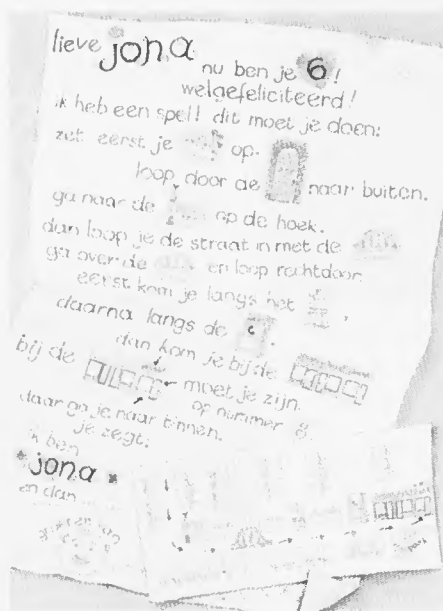 lieve jona
nu ben je 6!
welgefeliciteerd!
ik heb een spel! dit moet je doen:
zet eerst je op.
loop door de naar buiten.
ga naar de op de hoek.
dan loop je de straat in met de
ga over de en loop rechtdoor.
eerst kom je langs het ,
daarna langs de .
dan kom je bij de
bij de moet je zijn.
op nummer 8
daar ga je naar binnen.
je zegt:
ik ben
jona
en dan